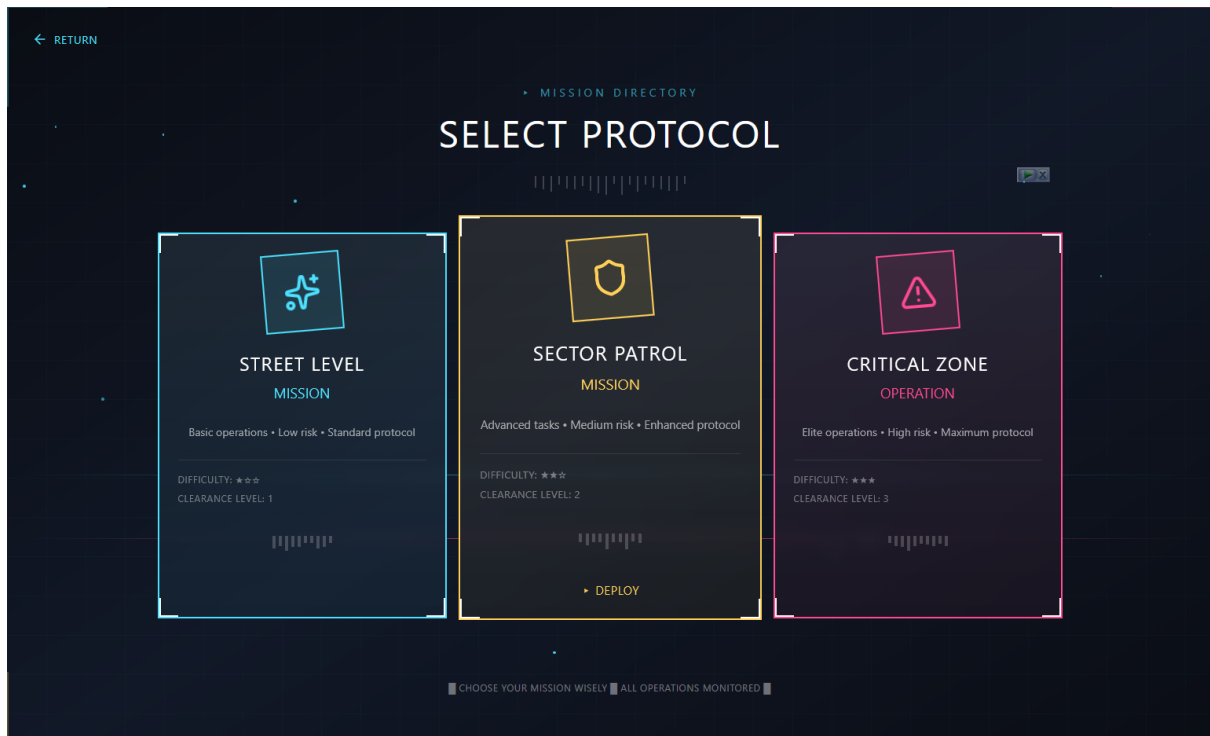 ← RETURN
▸ MISSION DIRECTORY
SELECT PROTOCOL
STREET LEVEL
MISSION
Basic operations • Low risk • Standard protocol
DIFFICULTY: ★☆☆
CLEARANCE LEVEL: 1
SECTOR PATROL
MISSION
Advanced tasks • Medium risk • Enhanced protocol
DIFFICULTY: ★★☆
CLEARANCE LEVEL: 2
▸ DEPLOY
CRITICAL ZONE
OPERATION
Elite operations • High risk • Maximum protocol
DIFFICULTY: ★★★
CLEARANCE LEVEL: 3
█ CHOOSE YOUR MISSION WISELY █ ALL OPERATIONS MONITORED █